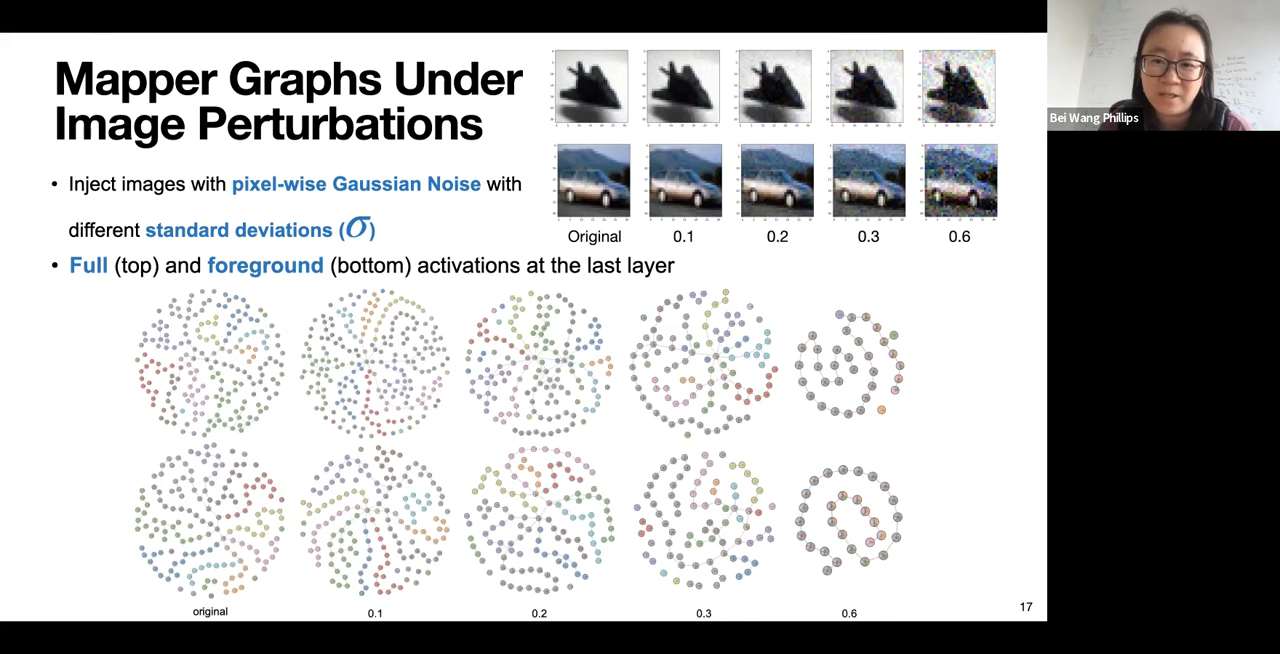 Mapper Graphs Under
Image Perturbations
• Inject images with pixel-wise Gaussian Noise with
different standard deviations (σ)
• Full (top) and foreground (bottom) activations at the last layer
Original 0.1 0.2 0.3 0.6
original 0.1 0.2 0.3 0.6
17
Bei Wang Phillips